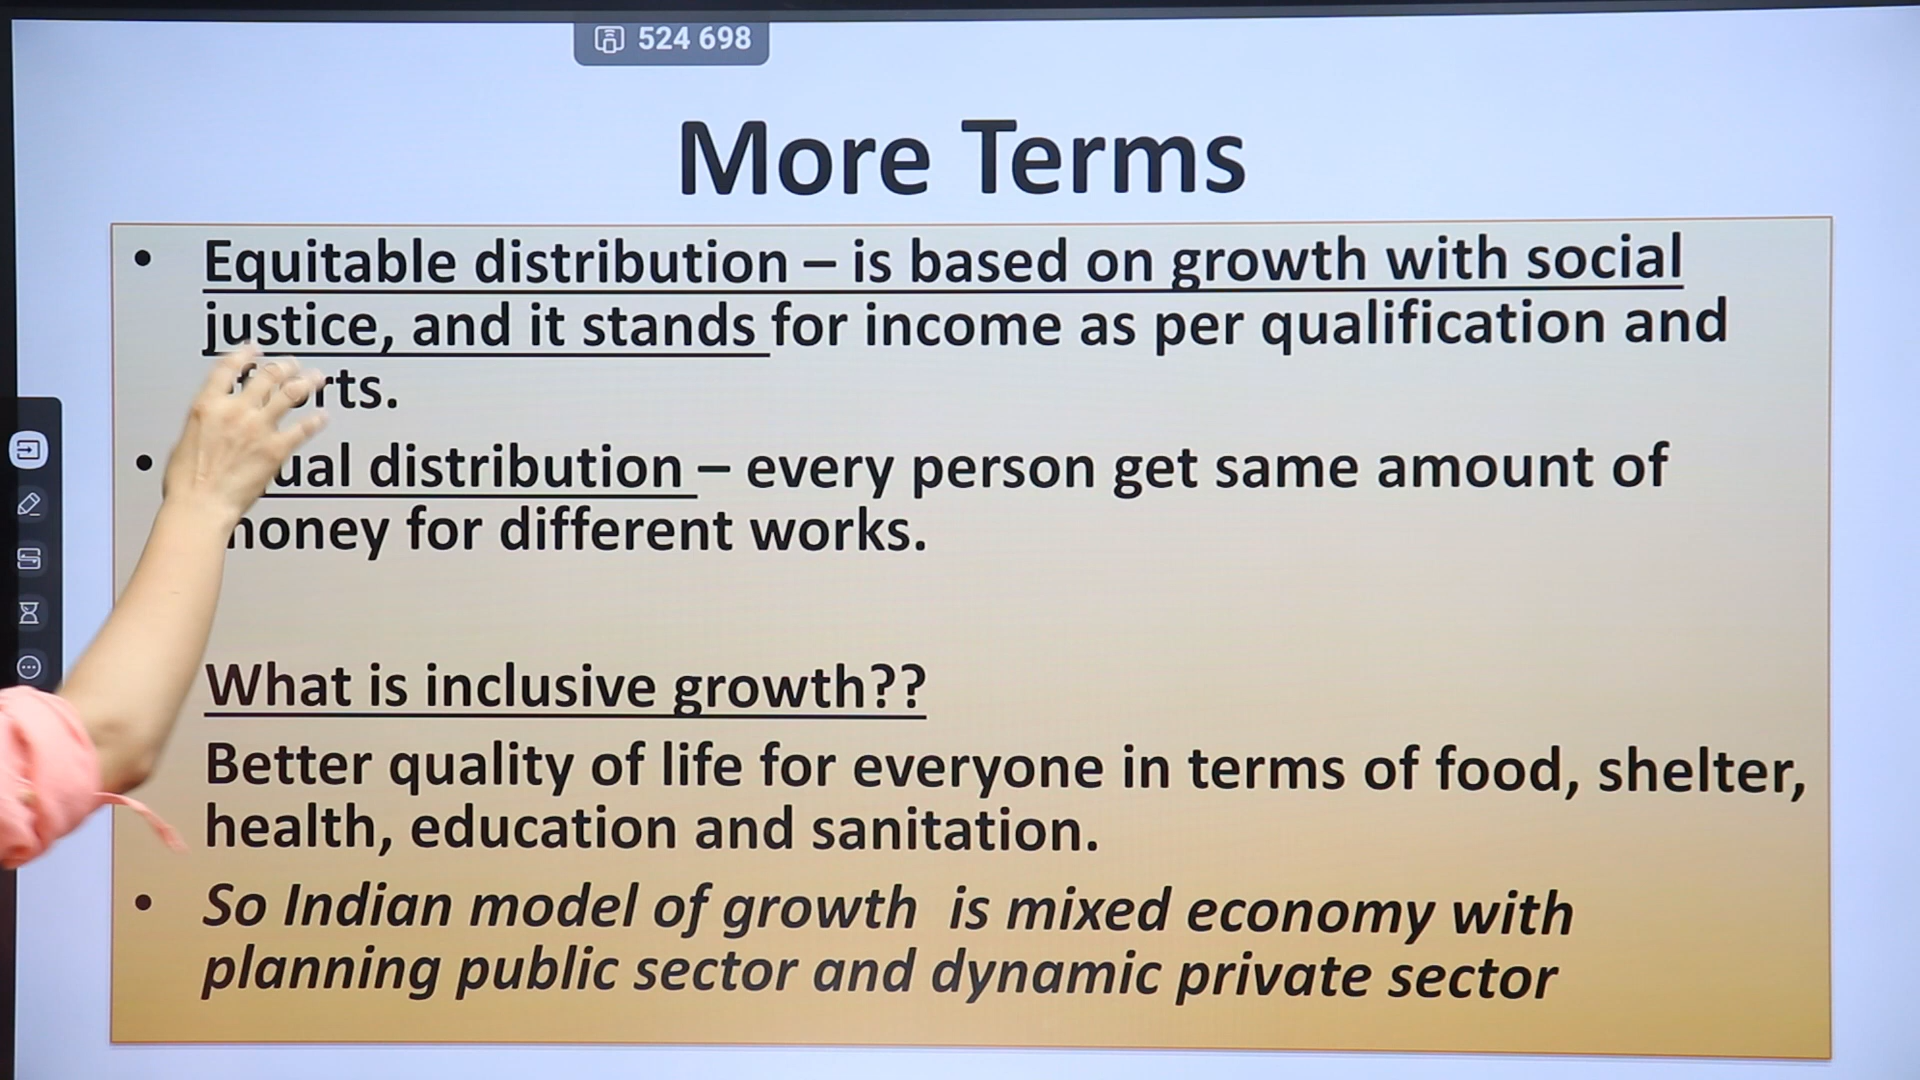 524 698
More Terms
• Equitable distribution – is based on growth with social
justice, and it stands for income as per qualification and
• distribution – every person get same amount of
for different works.
What is inclusive growth??
Better quality of life for everyone in terms of food, shelter,
health, education and sanitation.
• So Indian model of growth is mixed economy with
planning public sector and dynamic private sector